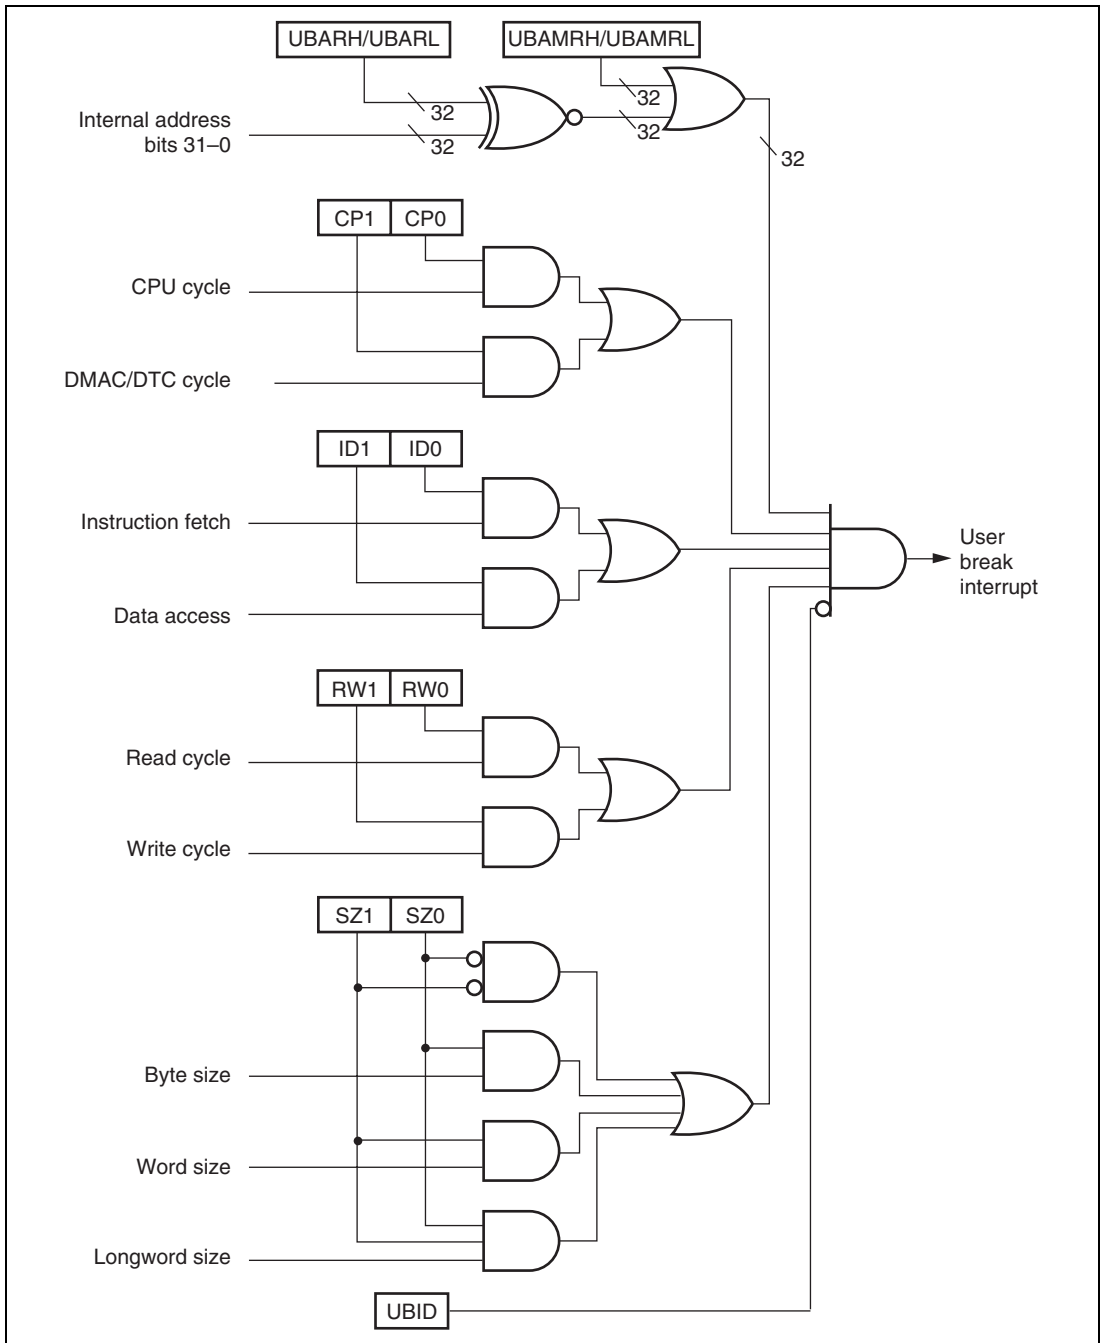 UBARH/UBARL
UBAMRH/UBAMRL
32
32
32
32
32
Internal address
bits 31–0
CP1 CP0
CPU cycle
DMAC/DTC cycle
ID1 ID0
Instruction fetch
Data access
User
break
interrupt
RW1 RW0
Read cycle
Write cycle
SZ1 SZ0
Byte size
Word size
Longword size
UBID